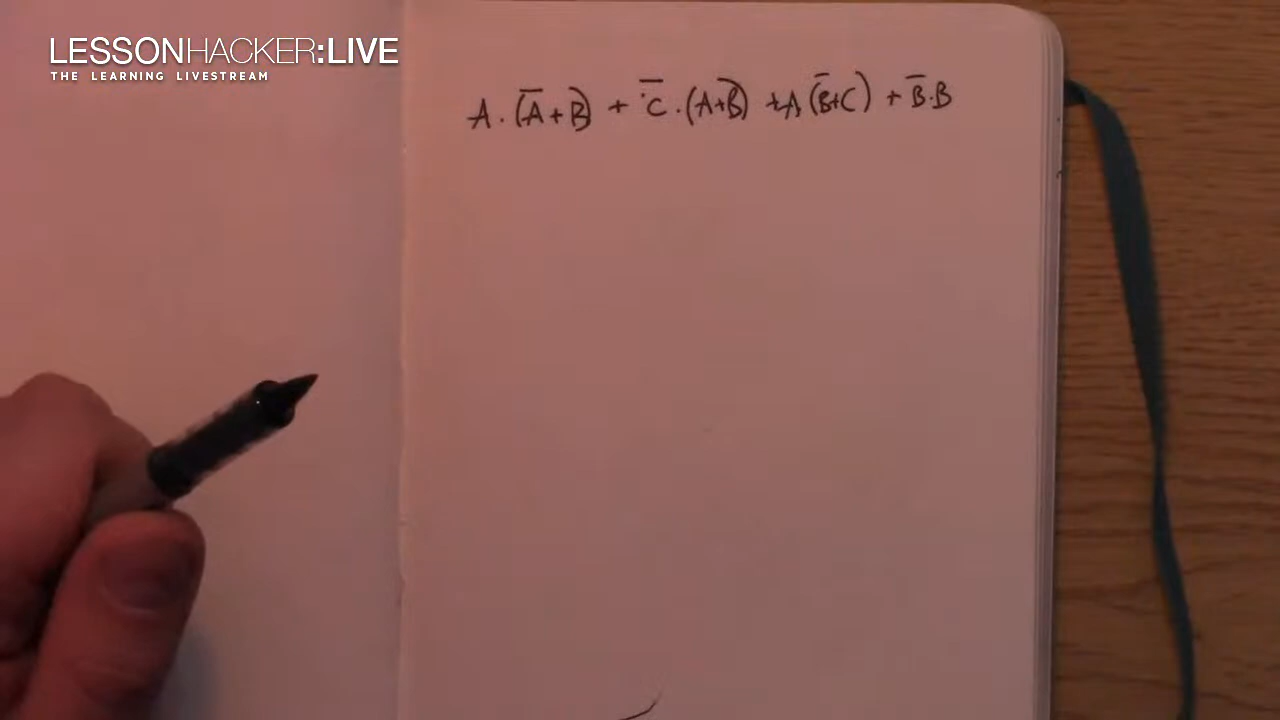 LESSONHACKER:LIVE
THE LEARNING LIVESTREAM
A . (A̅ + B) + C̅ . (A + B̅) + A (B̅ + C) + B̅ . B